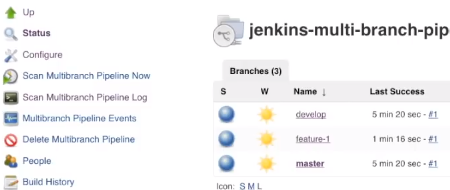 Up
Status
Configure
Scan Multibranch Pipeline Now
Scan Multibranch Pipeline Log
Multibranch Pipeline Events
Delete Multibranch Pipeline
People
Build History
jenkins-multi-branch-pip
Branches (3)
S W Name ↓ Last Success
develop 5 min 20 sec - #1
feature-1 1 min 16 sec - #1
master 5 min 20 sec - #1
Icon: S M L